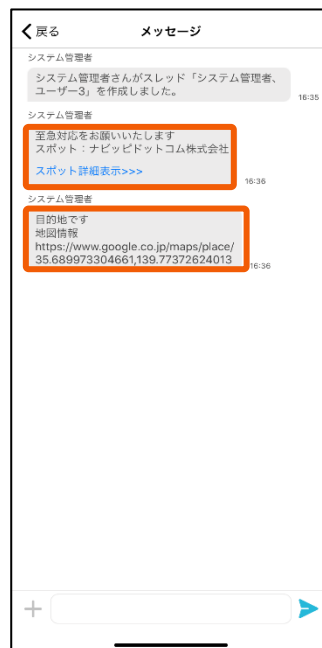 戻る
メッセージ
システム管理者
システム管理者さんがスレッド「システム管理者、
ユーザー3」を作成しました。
16:35
システム管理者
至急対応をお願いいたします
スポット：ナビッピドットコム株式会社
スポット詳細表示>>>
16:36
システム管理者
目的地です
地図情報
https://www.google.co.jp/maps/place/
35.689973304661,139.77372624013
16:36